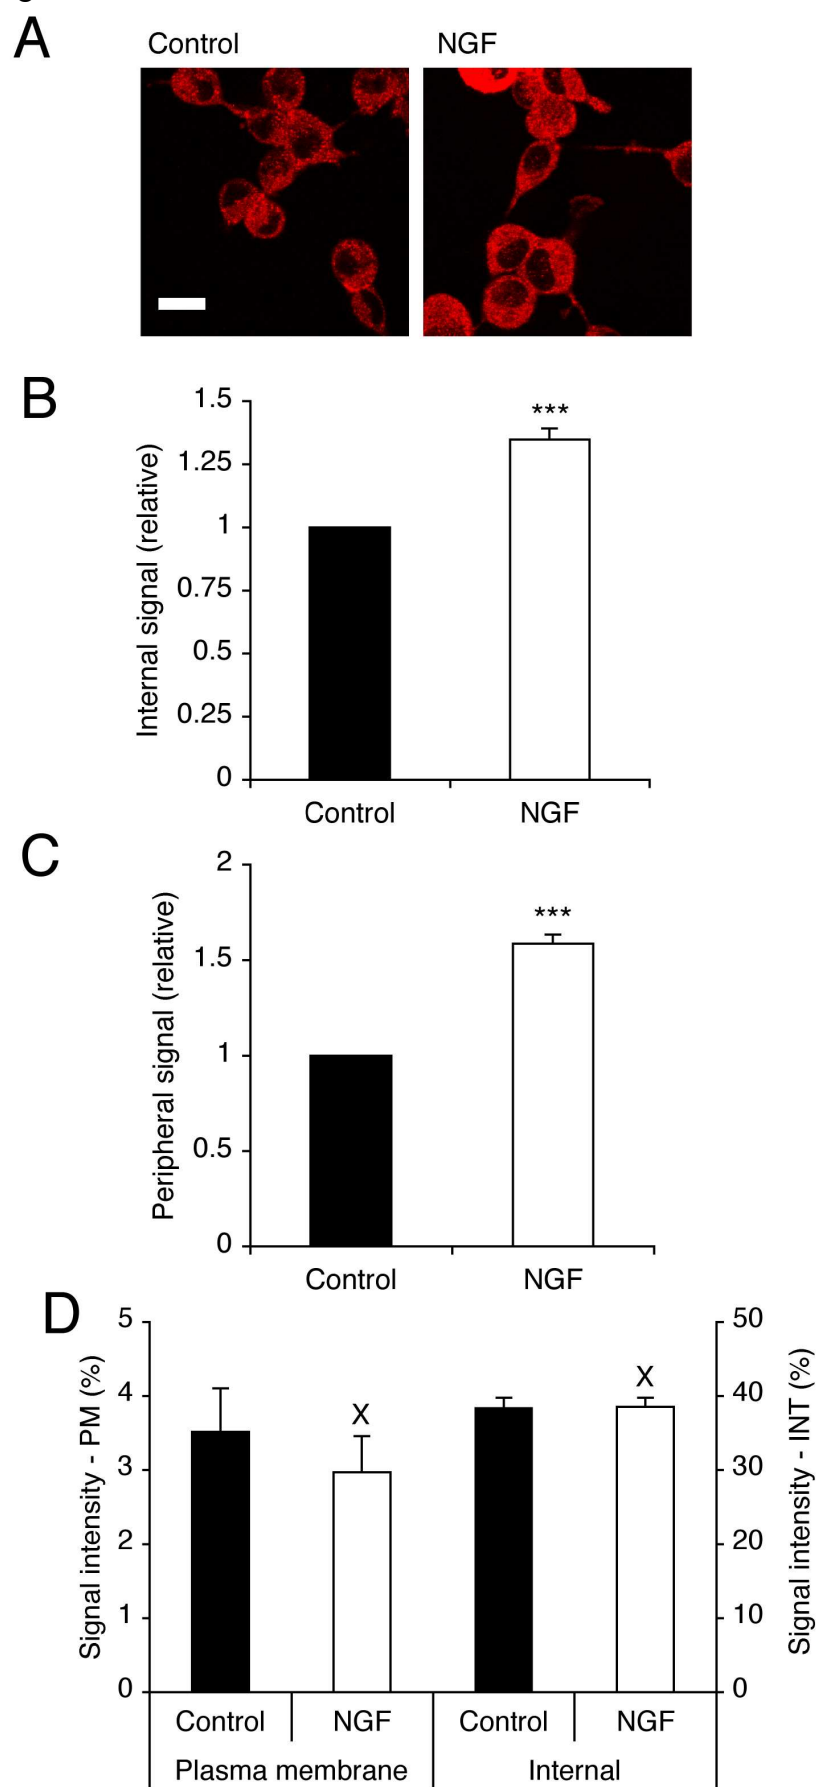 A
Control
NGF
B
Internal signal (relative)
1.5
1.25
1
0.75
0.5
0.25
0
***
Control
NGF
C
Peripheral signal (relative)
2
1.5
1
0.5
0
***
Control
NGF
D
Signal intensity - PM (%)
5
4
3
2
1
0
X
X
50
40
30
20
10
0
Signal intensity - INT (%)
Control
NGF
Control
NGF
Plasma membrane
Internal